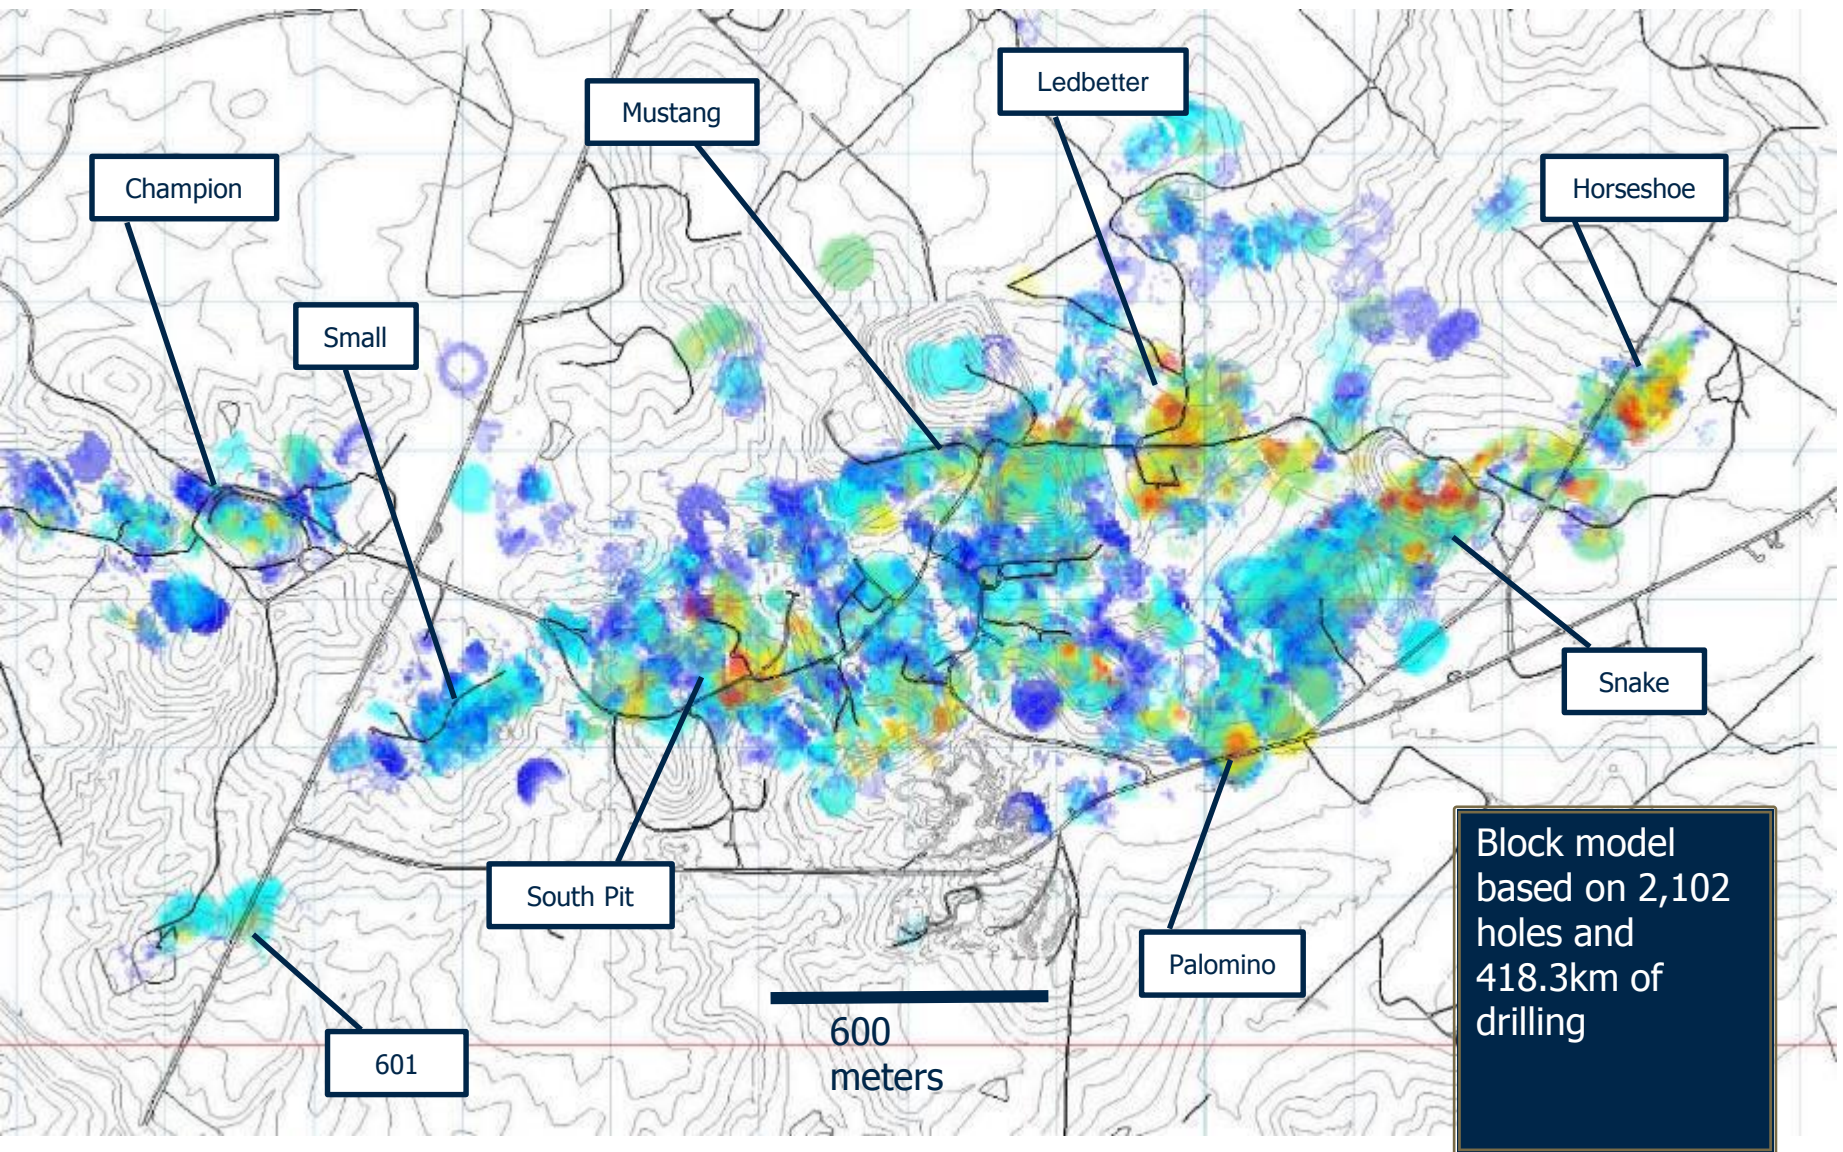 Ledbetter
Mustang
Champion
Horseshoe
Small
Snake
South Pit
Palomino
601
600
meters
Block model
based on 2,102
holes and
418.3km of
drilling